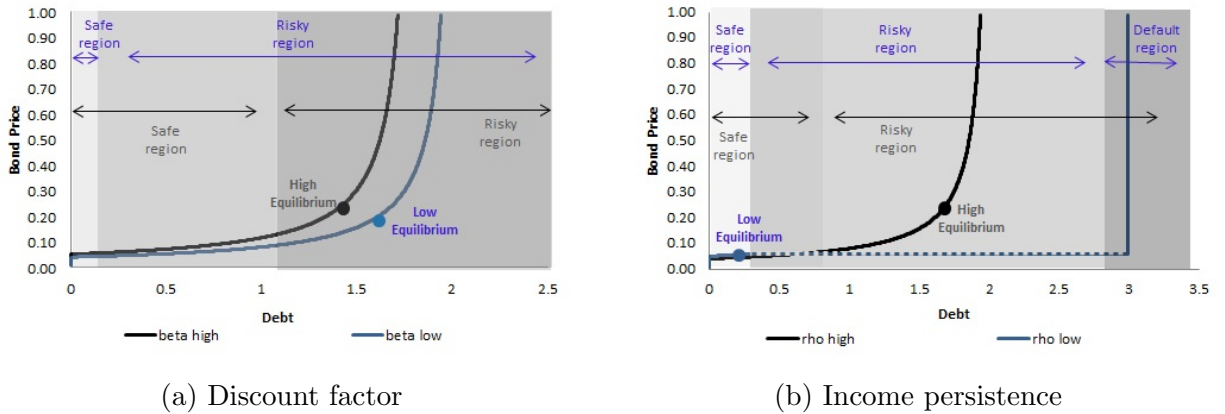 1.00
0.90
0.80
0.70
0.60
0.50
0.40
0.30
0.20
0.10
0.00
Bond Price
Safe
region
Risky
region
Safe
region
Risky
region
High
Equilibrium
Low
Equilibrium
0 0.5 1 1.5 2 2.5
Debt
beta high beta low
(a) Discount factor
1.00
0.90
0.80
0.70
0.60
0.50
0.40
0.30
0.20
0.10
0.00
Bond Price
Safe
region
Risky
region
Default
region
Safe
region
Risky
region
Low
Equilibrium
High
Equilibrium
0 0.5 1 1.5 2 2.5 3 3.5
Debt
rho high rho low
(b) Income persistence